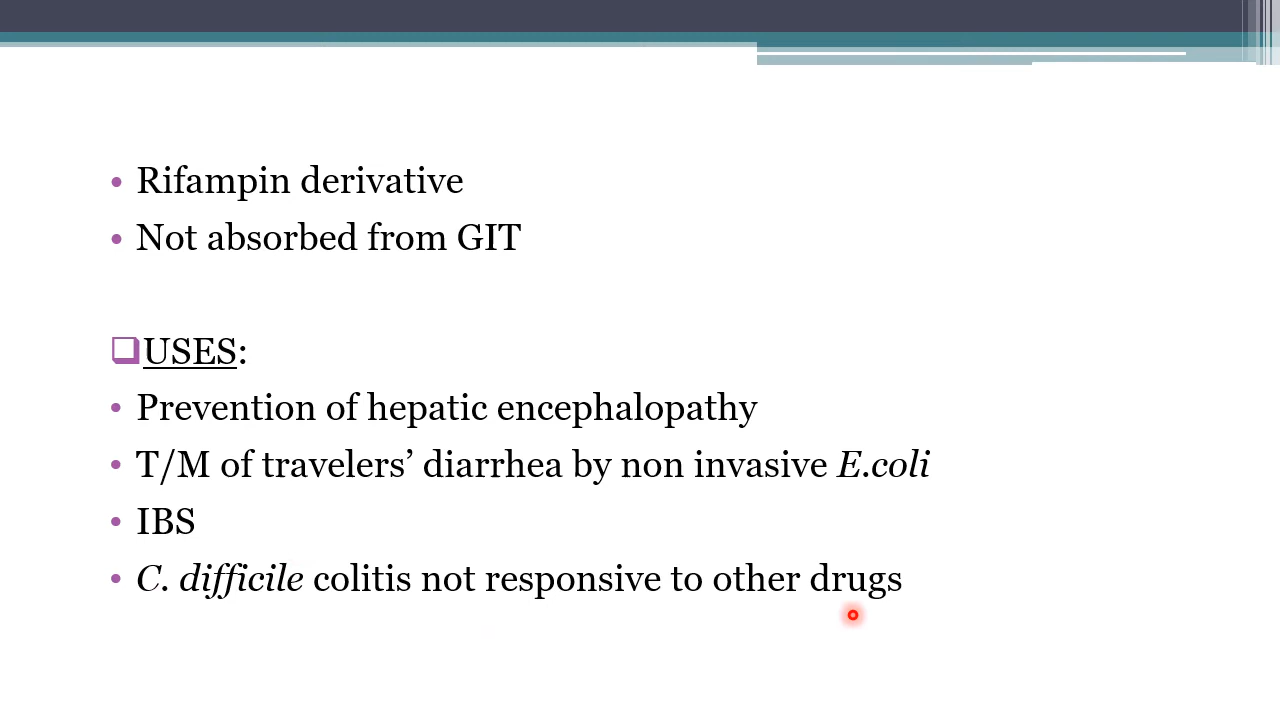 • Rifampin derivative
• Not absorbed from GIT
❑USES:
• Prevention of hepatic encephalopathy
• T/M of travelers’ diarrhea by non invasive E.coli
• IBS
• C. difficile colitis not responsive to other drugs